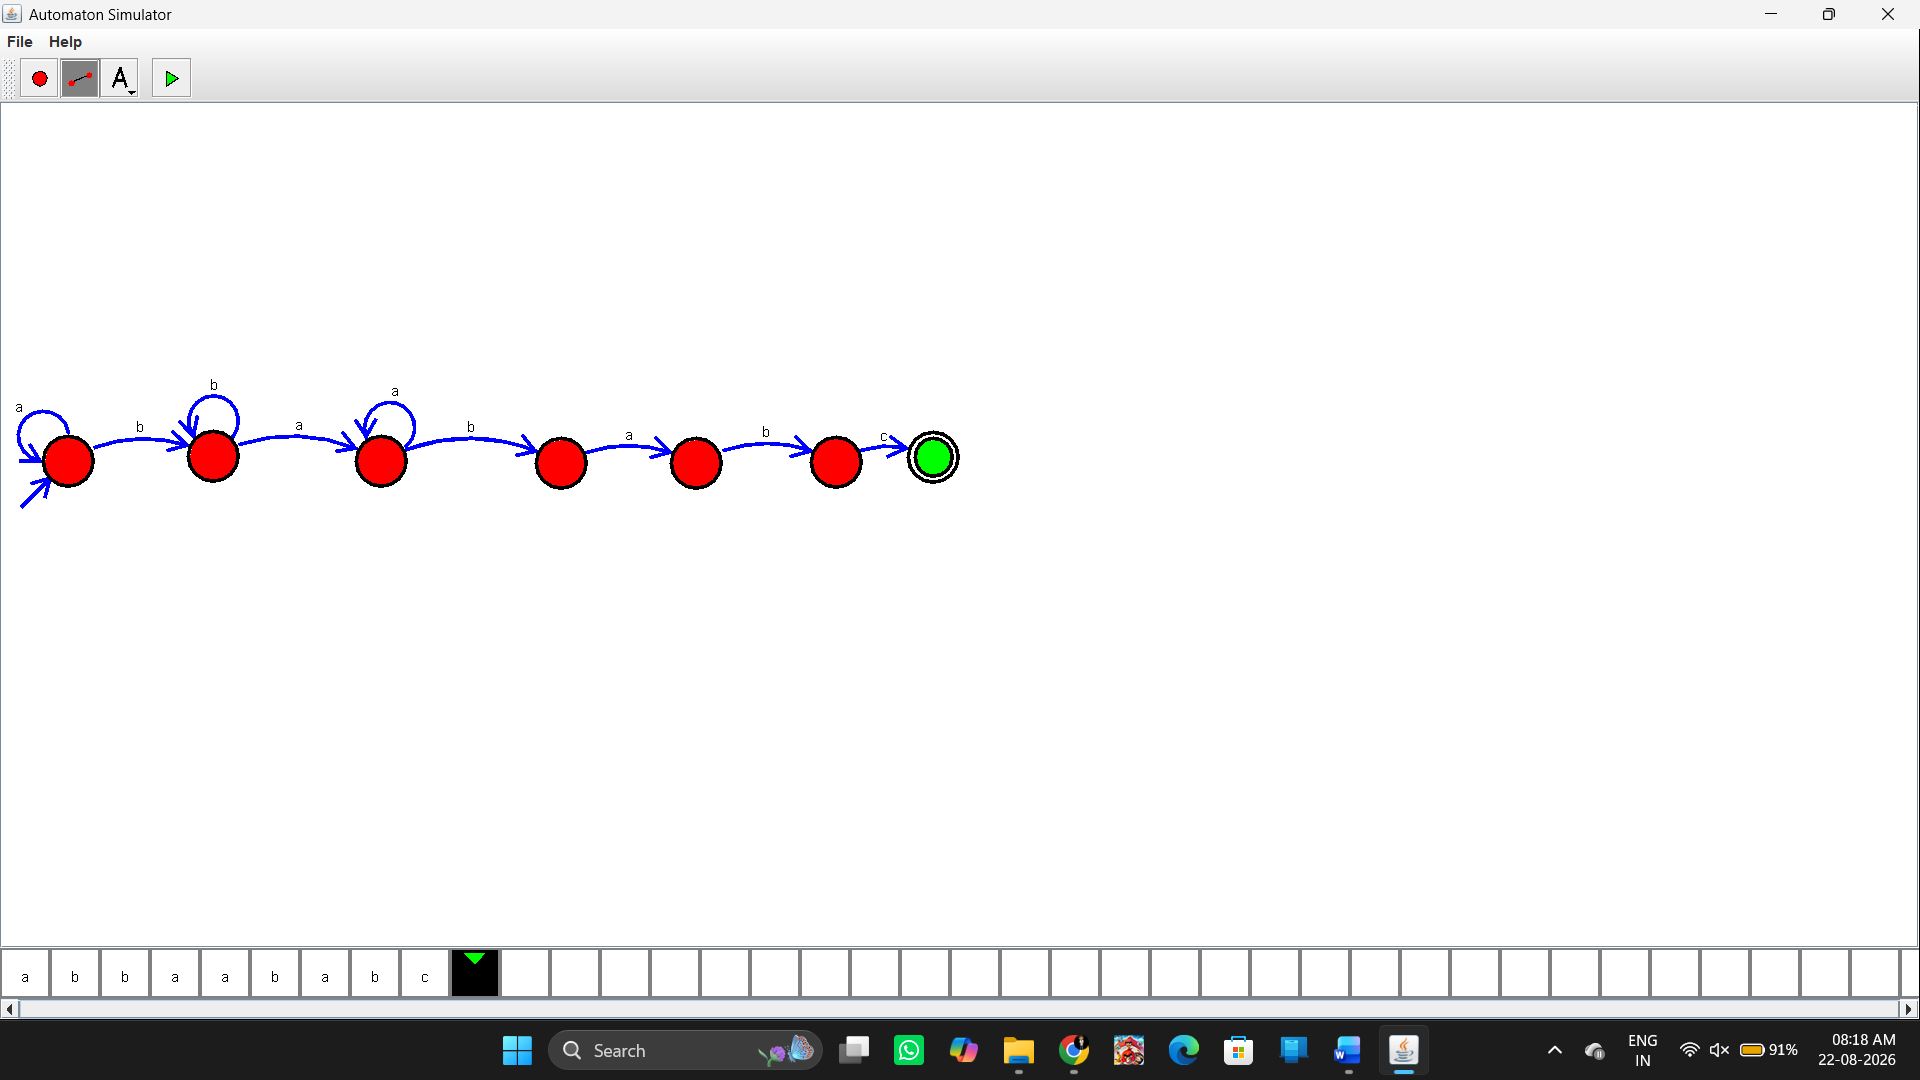 Automaton Simulator
File Help
A
b
a
a
b
a
b
a
b
c
a b b a a b a b c
Search
ENG
IN
91%
08:18 AM
22-08-2026